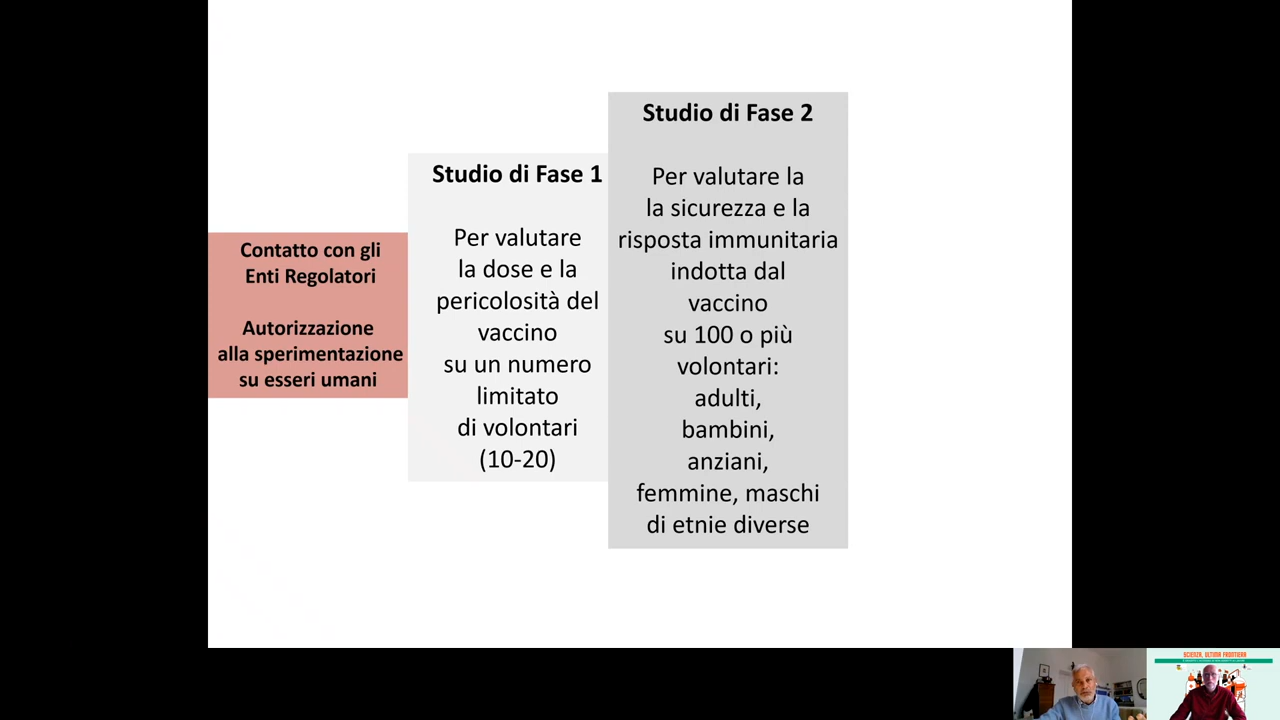 Contatto con gli
Enti Regolatori
Autorizzazione
alla sperimentazione
su esseri umani
Studio di Fase 1
Per valutare
la dose e la
pericolosità del
vaccino
su un numero
limitato
di volontari
(10-20)
Studio di Fase 2
Per valutare la
la sicurezza e la
risposta immunitaria
indotta dal
vaccino
su 100 o più
volontari:
adulti,
bambini,
anziani,
femmine, maschi
di etnie diverse
SCIENZA, ULTIMA FRONTIERA